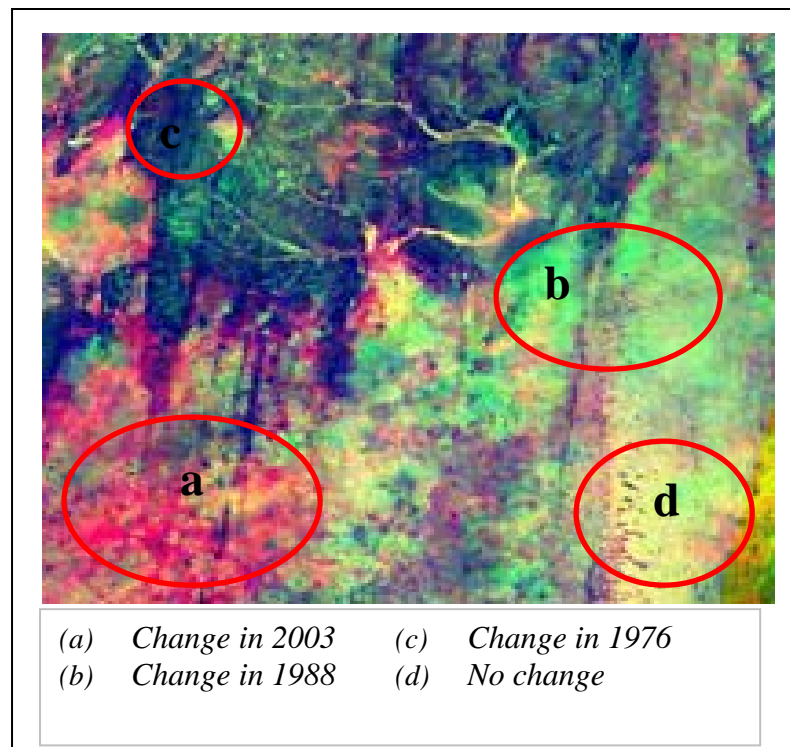 c
b
a
d
(a) Change in 2003 (c) Change in 1976
(b) Change in 1988 (d) No change